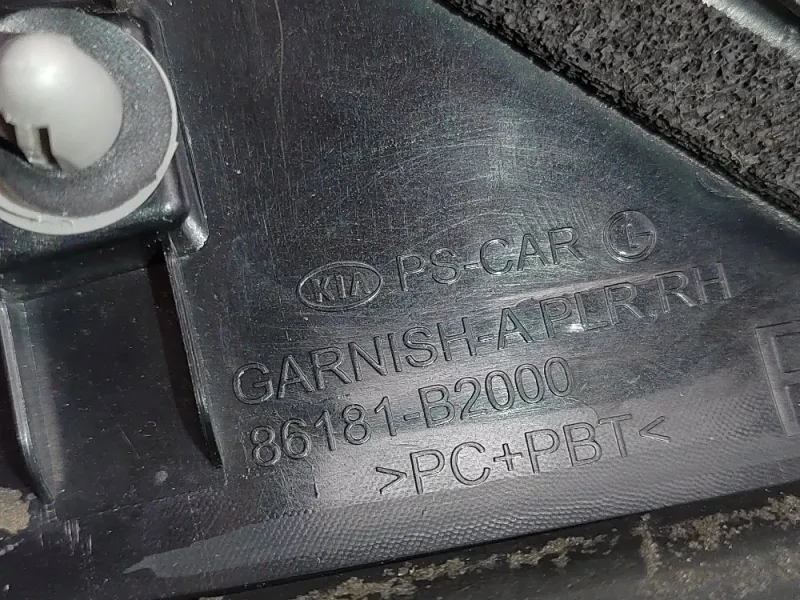 KIA PS-CAR L
GARNISH-A PLR.RH
86181-B2000
>PC+PBT<